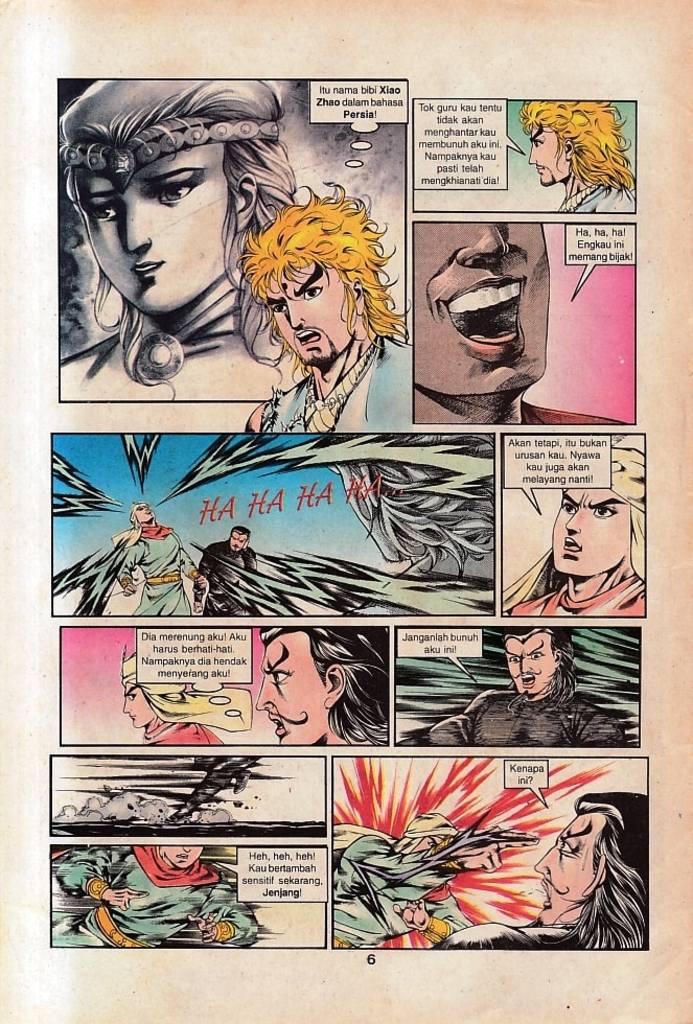 Itu nama bibi Xiao
Zhao dalam bahasa
Persia!
Tok guru kau tentu
tidak akan
menghantar kau
membunuh aku ini.
Nampaknya kau
pasti telah
mengkhianati dia!
Ha, ha, ha!
Engkau ini
memang bijak!
HA HA HA HA...
Akan tetapi, itu bukan
urusan kau. Nyawa
kau juga akan
melayang nanti!
Dia merenung aku! Aku
harus berhati-hati.
Nampaknya dia hendak
menyerang aku!
Janganlah bunuh
aku ini!
Heh, heh, heh!
Kau bertambah
sensitif sekarang,
Jenjang!
Kenapa
ini?
6